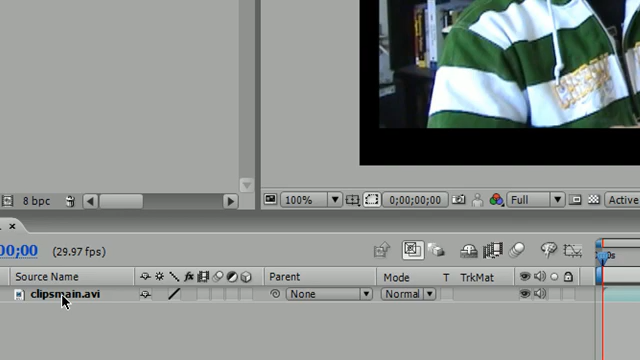 8 bpc
100%
0;00;00;00
Full
Active
00;00
(29.97 fps)
0s
Source Name
Parent
Mode
T
TrkMat
clipsmain.avi
None
Normal